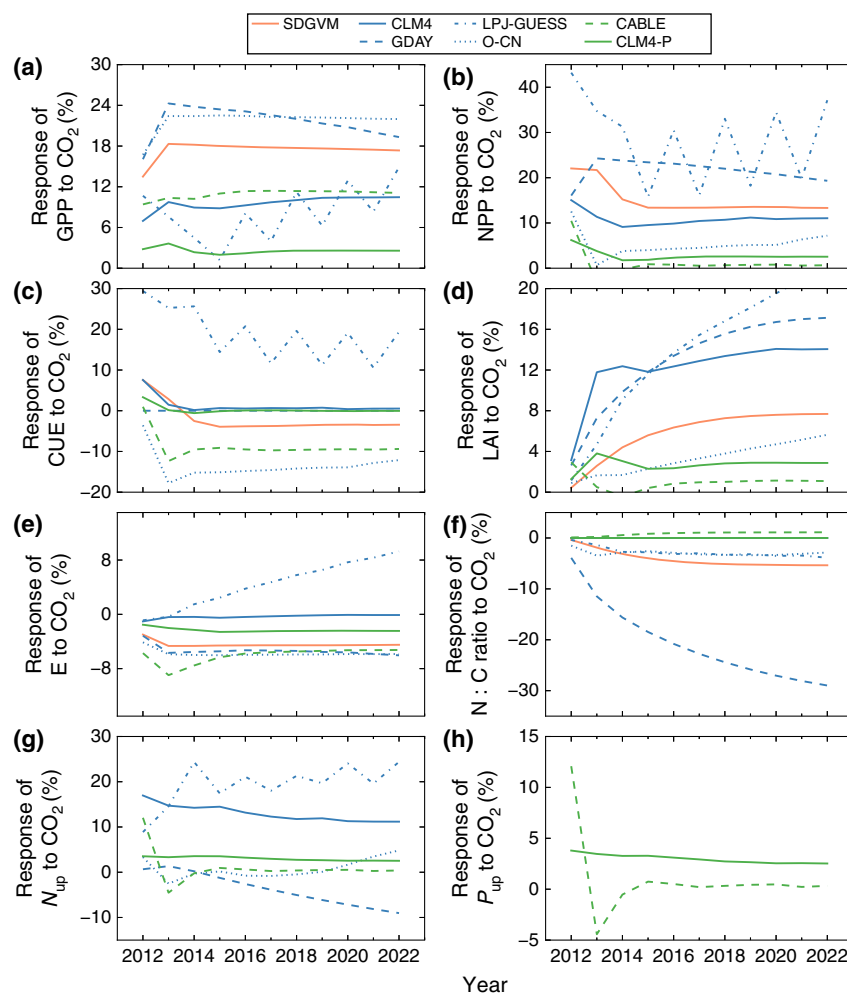 SDGVM CLM4 LPJ-GUESS CABLE
GDAY O-CN CLM4-P
(a)
Response of
GPP to CO2 (%)
30
24
18
12
6
0
(b)
Response of
NPP to CO2 (%)
40
30
20
10
0
(c)
Response of
CUE to CO2 (%)
30
20
10
0
−10
−20
(d)
Response of
LAI to CO2 (%)
20
16
12
8
4
0
(e)
Response of
E to CO2 (%)
8
0
−8
(f)
Response of
N : C ratio to CO2 (%)
0
−10
−20
−30
(g)
Response of
Nup to CO2 (%)
30
20
10
0
−10
2012 2014 2016 2018 2020 2022
(h)
Response of
Pup to CO2 (%)
15
10
5
0
−5
2012 2014 2016 2018 2020 2022
Year